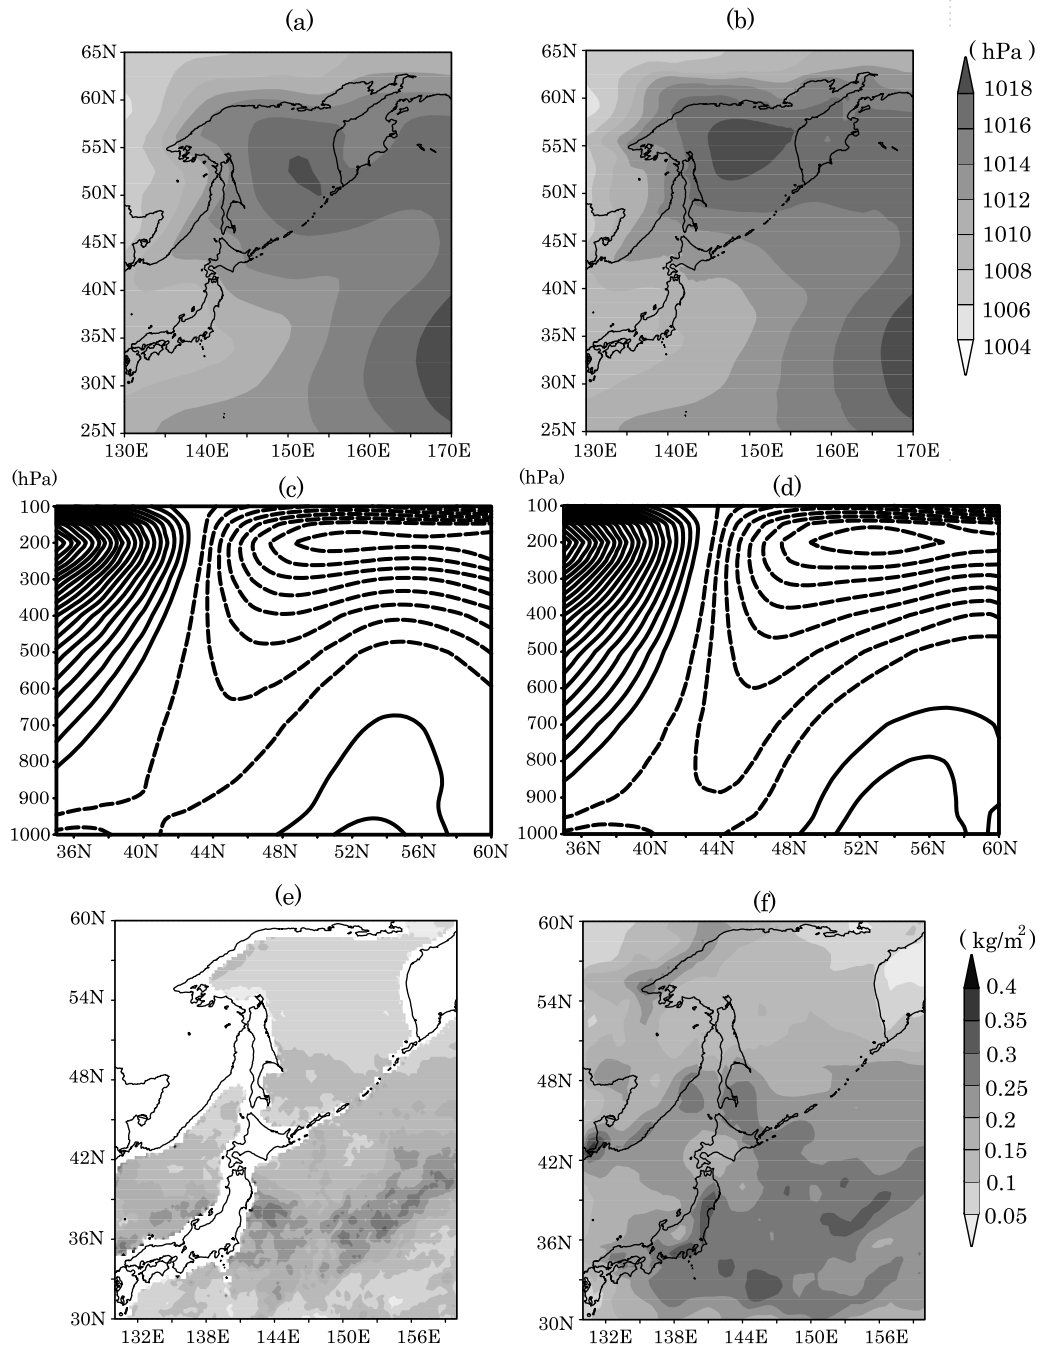 (a)
(b)
( hPa)
65N
60N
55N
50N
45N
40N
35N
30N
25N
130E 140E 150E 160E 170E
65N
60N
55N
50N
45N
40N
35N
30N
25N
130E 140E 150E 160E 170E
1018
1016
1014
1012
1010
1008
1006
1004
(hPa)
(c)
100
200
300
400
500
600
700
800
900
1000
36N 40N 44N 48N 52N 56N 60N
(hPa)
(d)
100
200
300
400
500
600
700
800
900
1000
36N 40N 44N 48N 52N 56N 60N
(e)
60N
54N
48N
42N
36N
30N
132E 138E 144E 150E 156E
(f)
60N
54N
48N
42N
36N
30N
132E 138E 144E 150E 156E
( kg/m²)
0.4
0.35
0.3
0.25
0.2
0.15
0.1
0.05